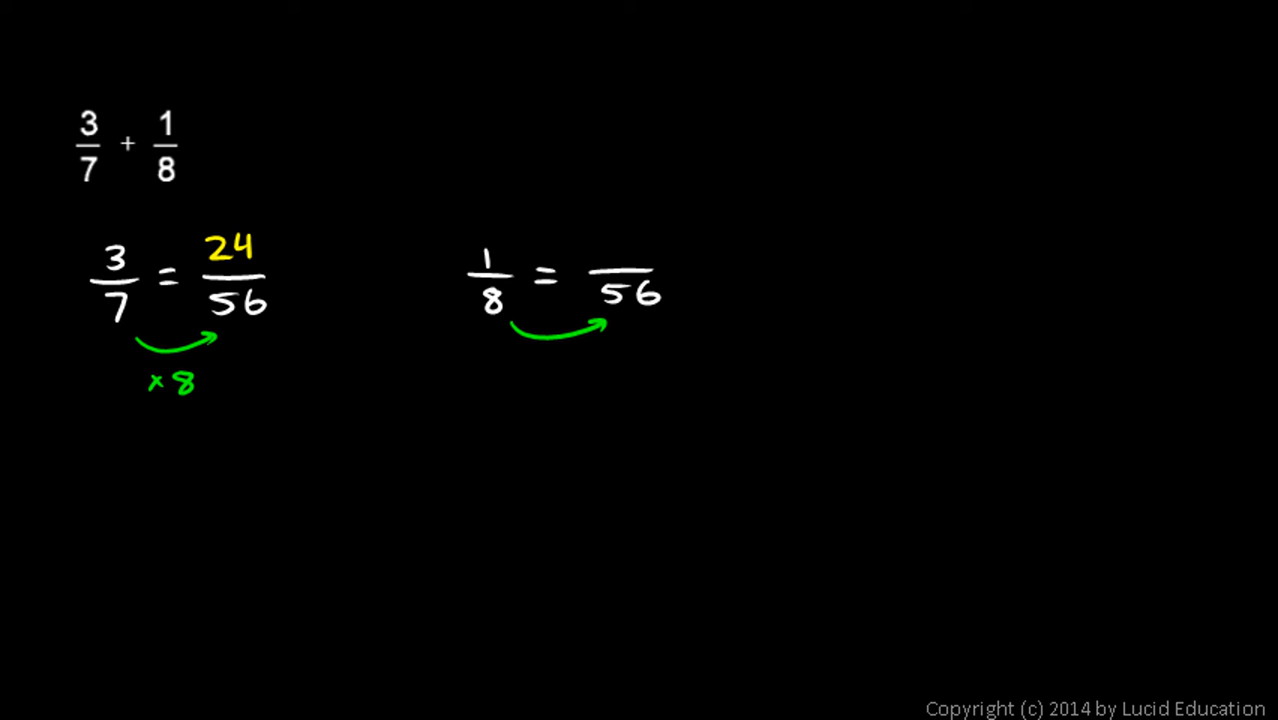 3/7 + 1/8
3/7 = 24/56
1/8 = /56
×8
Copyright (c) 2014 by Lucid Education